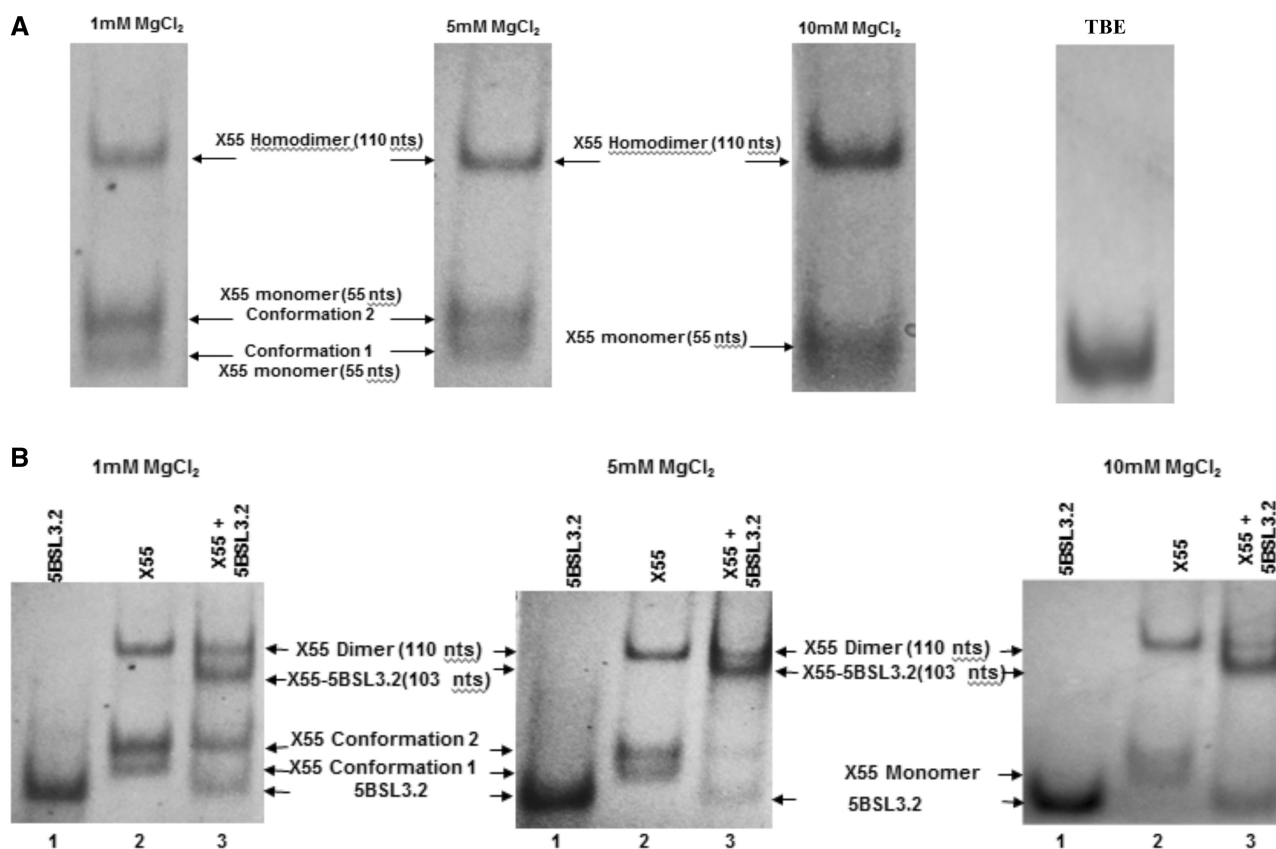 A
1mM MgCl₂
5mM MgCl₂
10mM MgCl₂
TBE
X55 Homodimer (110 nts)
X55 Homodimer (110 nts)
X55 monomer (55 nts)
Conformation 2
Conformation 1
X55 monomer (55 nts)
X55 monomer (55 nts)
B
1mM MgCl₂
5mM MgCl₂
10mM MgCl₂
5BSL3.2
X55
X55 +
5BSL3.2
5BSL3.2
X55
X55 +
5BSL3.2
5BSL3.2
X55
X55 +
5BSL3.2
X55 Dimer (110 nts)
X55-5BSL3.2(103 nts)
X55 Conformation 2
X55 Conformation 1
5BSL3.2
X55 Dimer (110 nts)
X55-5BSL3.2(103 nts)
X55 Monomer
5BSL3.2
1 2 3
1 2 3
1 2 3